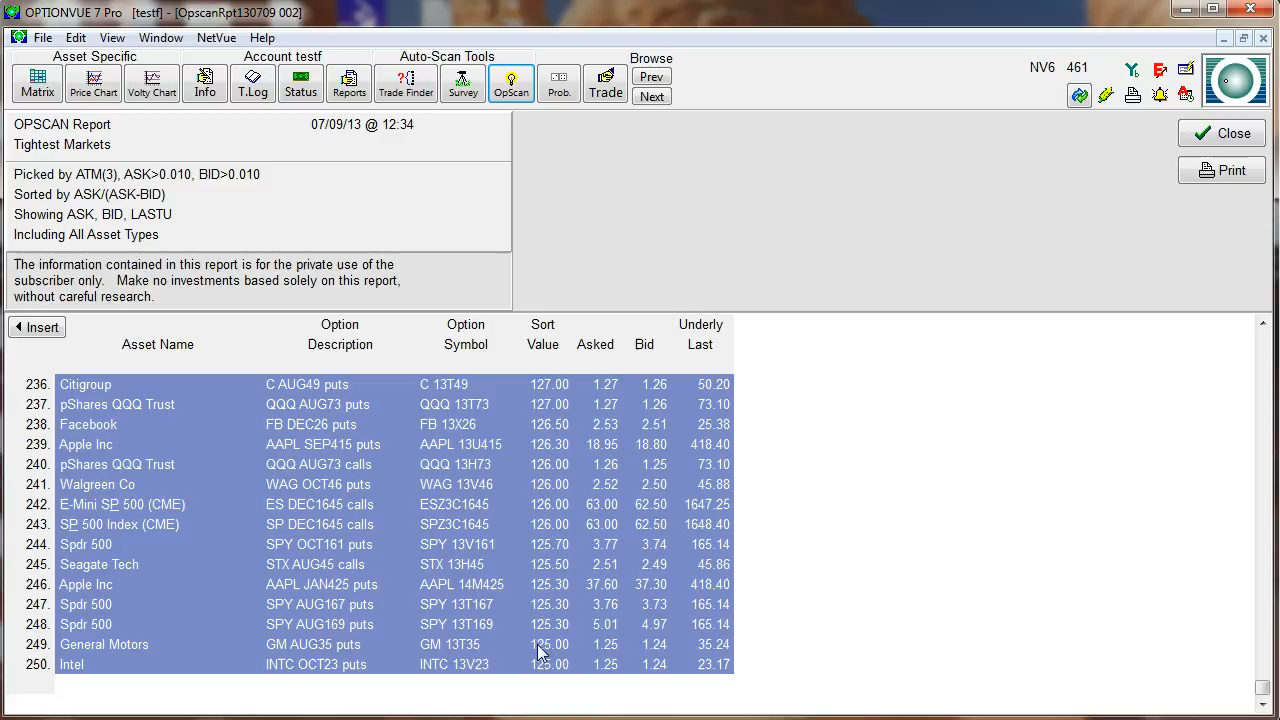 OPTIONVUE 7 Pro [testf] - [OpscanRpt130709 002]
File Edit View Window NetVue Help
Asset Specific Account testf Auto-Scan Tools Browse
Matrix Price Chart Volty Chart Info T.Log Status Reports Trade Finder Survey OpScan Prob. Trade Prev
Next
NV6 461
OPSCAN Report 07/09/13 @ 12:34
Tightest Markets
Close
Print
Picked by ATM(3), ASK>0.010, BID>0.010
Sorted by ASK/(ASK-BID)
Showing ASK, BID, LASTU
Including All Asset Types
The information contained in this report is for the private use of the
subscriber only. Make no investments based solely on this report,
without careful research.
Insert
Option Option Sort Underly
Asset Name Description Symbol Value Asked Bid Last
236. Citigroup C AUG49 puts C 13T49 127.00 1.27 1.26 50.20
237. pShares QQQ Trust QQQ AUG73 puts QQQ 13T73 127.00 1.27 1.26 73.10
238. Facebook FB DEC26 puts FB 13X26 126.50 2.53 2.51 25.38
239. Apple Inc AAPL SEP415 puts AAPL 13U415 126.30 18.95 18.80 418.40
240. pShares QQQ Trust QQQ AUG73 calls QQQ 13H73 126.00 1.26 1.25 73.10
241. Walgreen Co WAG OCT46 puts WAG 13V46 126.00 2.52 2.50 45.88
242. E-Mini SP 500 (CME) ES DEC1645 calls ESZ3C1645 126.00 63.00 62.50 1647.25
243. SP 500 Index (CME) SP DEC1645 calls SPZ3C1645 126.00 63.00 62.50 1648.40
244. Spdr 500 SPY OCT161 puts SPY 13V161 125.70 3.77 3.74 165.14
245. Seagate Tech STX AUG45 calls STX 13H45 125.50 2.51 2.49 45.86
246. Apple Inc AAPL JAN425 puts AAPL 14M425 125.30 37.60 37.30 418.40
247. Spdr 500 SPY AUG167 puts SPY 13T167 125.30 3.76 3.73 165.14
248. Spdr 500 SPY AUG169 puts SPY 13T169 125.30 5.01 4.97 165.14
249. General Motors GM AUG35 puts GM 13T35 125.00 1.25 1.24 35.24
250. Intel INTC OCT23 puts INTC 13V23 125.00 1.25 1.24 23.17